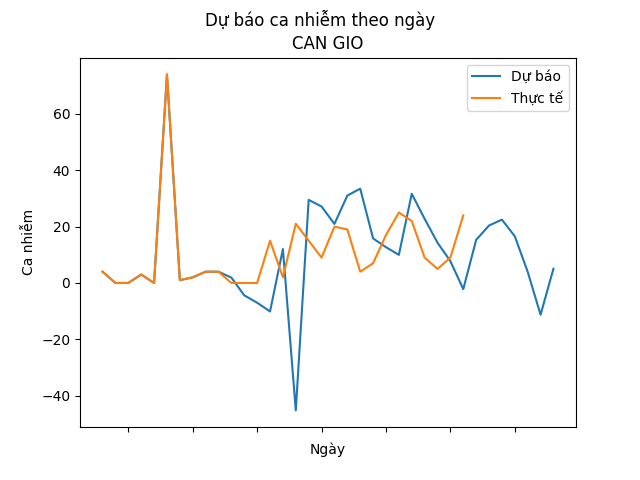 Dự báo ca nhiễm theo ngày
CAN GIO
Dự báo
Thực tế
Ca nhiễm
60
40
20
0
−20
−40
Ngày